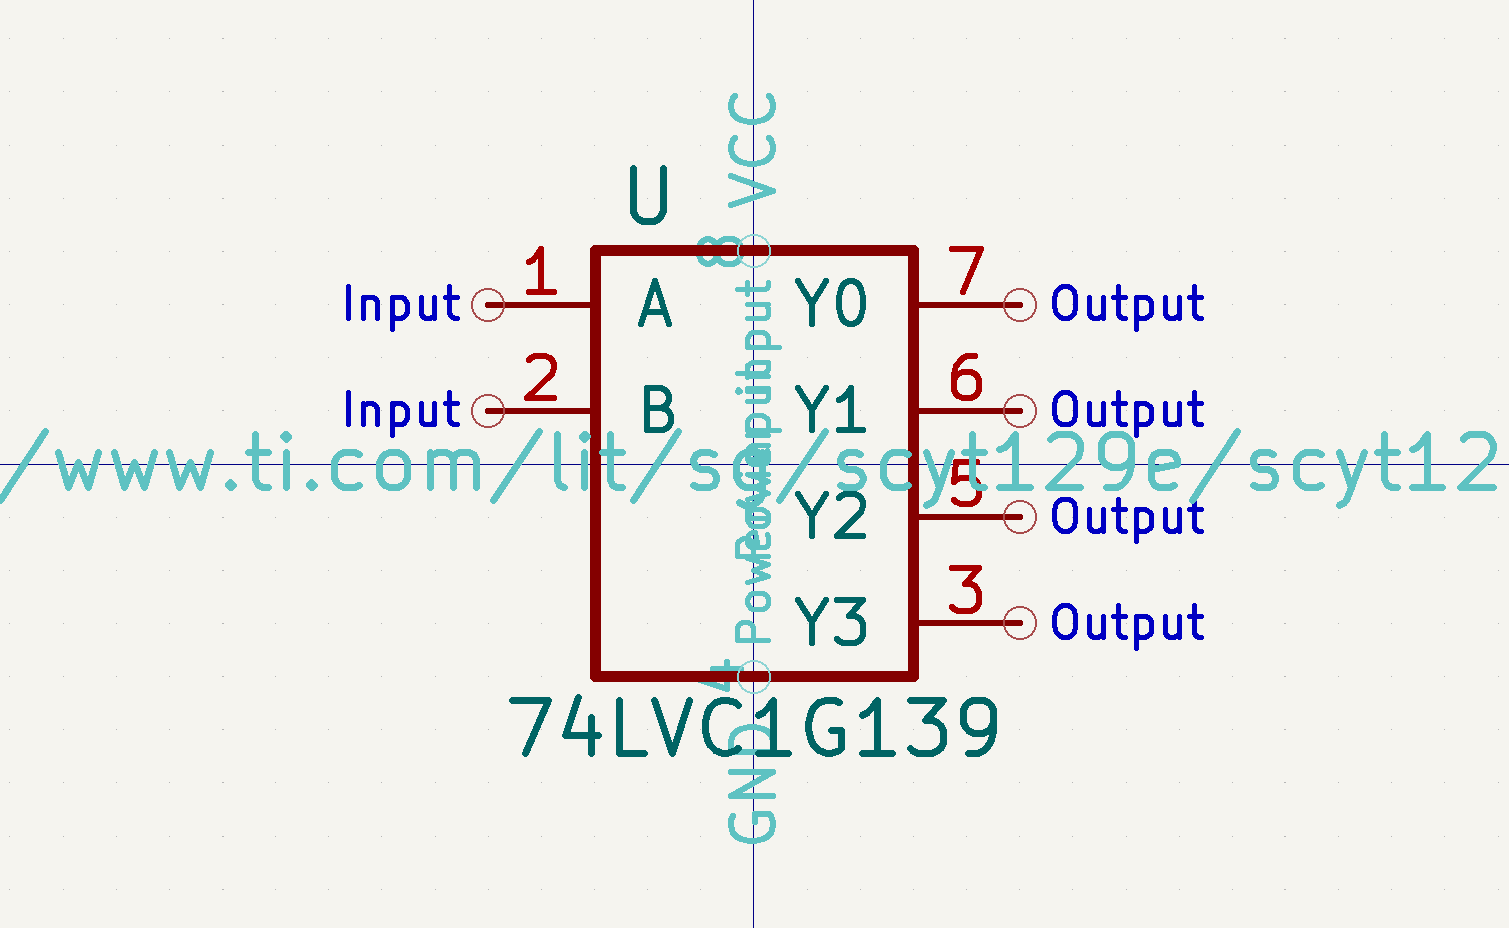 VCC
U
8
1 A Y0 7
Input Output
2 B Y1 6
Input Output
/www.ti.com/lit/sc/scyt129e/scyt12
Y2 5
Output
Y3 3
Output
Power input
Power input
4
74LVC1G139
GND